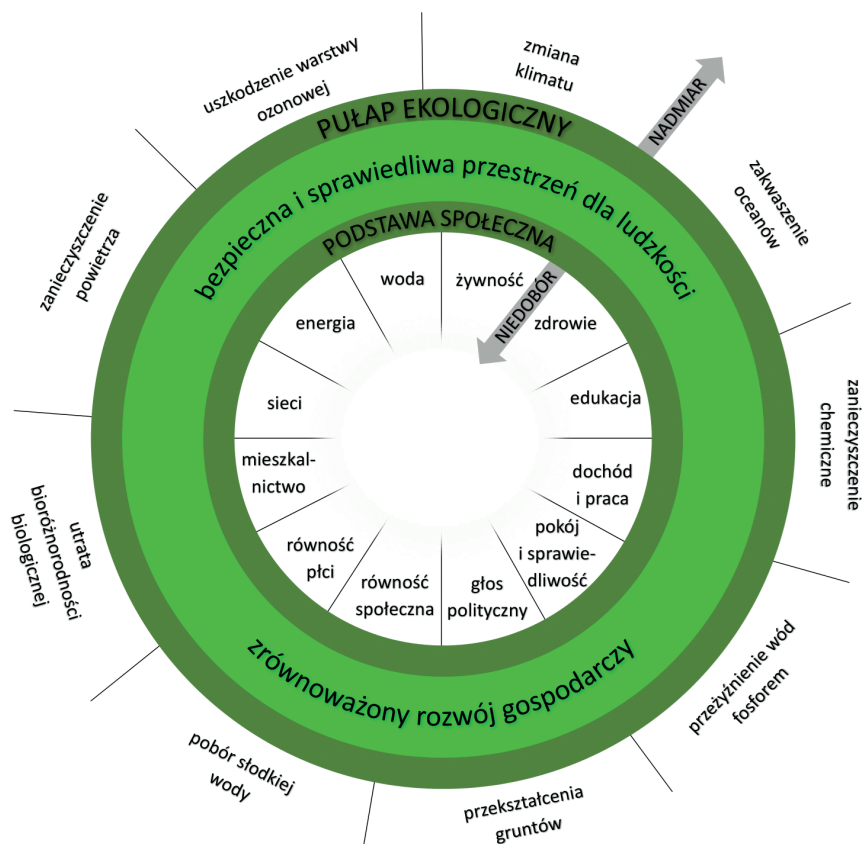 zmiana
klimatu
NADMIAR
zakwaszenie
oceanów
zanieczyszczenie
chemiczne
przeżyźnienie wód
fosforem
przekształcenia
gruntów
pobór słodkiej
wody
utrata
bioróżnorodności
biologicznej
zanieczyszczenie
powietrza
uszkodzenie warstwy
ozonowej
PUŁAP EKOLOGICZNY
bezpieczna i sprawiedliwa przestrzeń dla ludzkości
PODSTAWA SPOŁECZNA
NIEDOBÓR
woda
żywność
zdrowie
edukacja
dochód
i praca
pokój
i sprawie-
dliwość
głos
polityczny
równość
społeczna
równość
płci
mieszkal-
nictwo
sieci
energia
zrównoważony rozwój gospodarczy